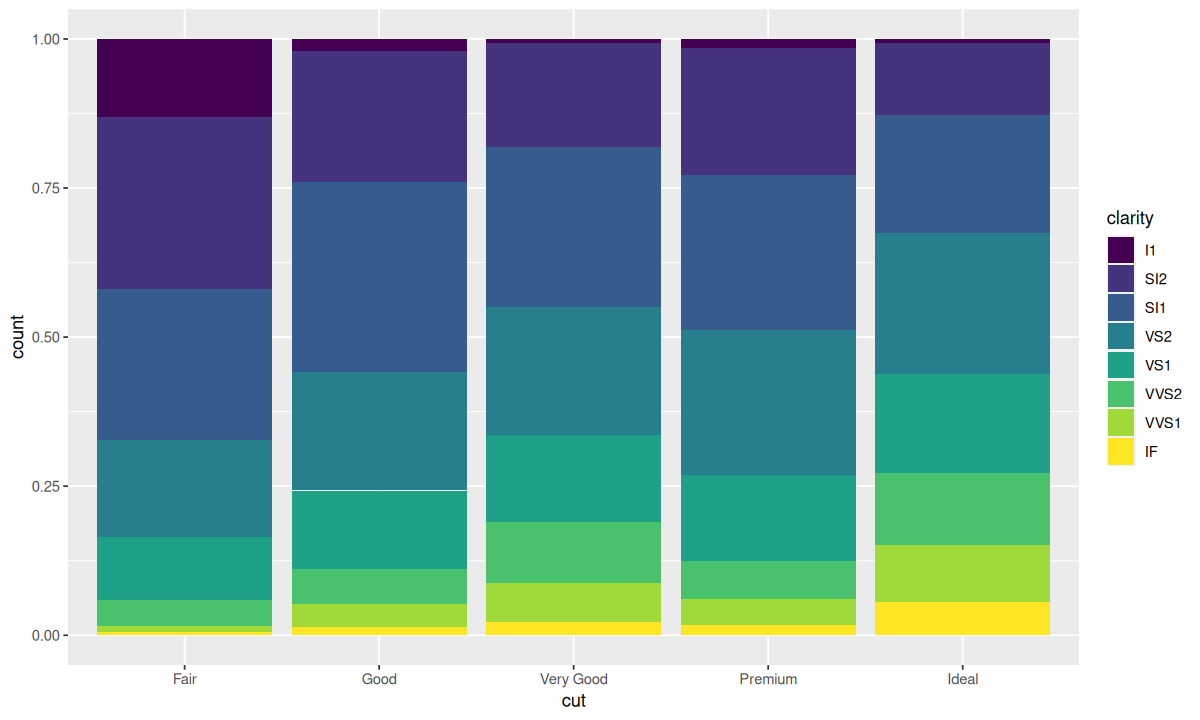 1.00
0.75
0.50
0.25
0.00
count
Fair
Good
Very Good
Premium
Ideal
cut
clarity
I1
SI2
SI1
VS2
VS1
VVS2
VVS1
IF